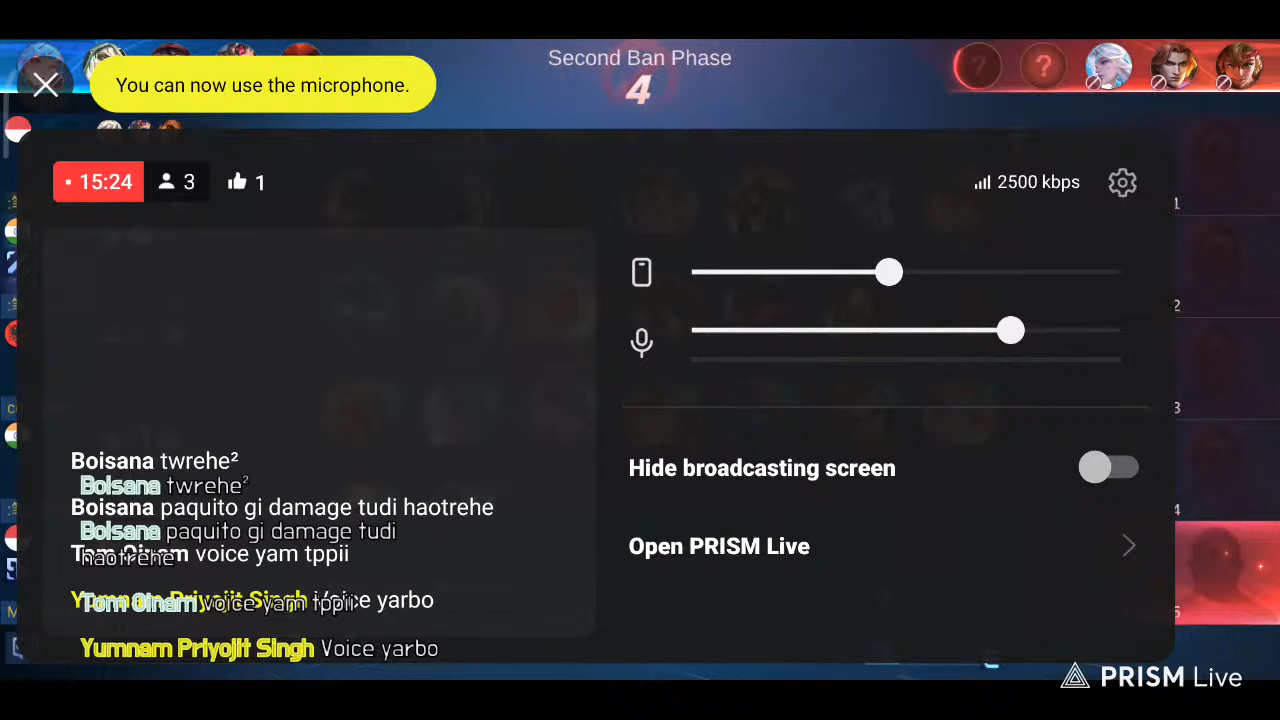 Second Ban Phase
4
You can now use the microphone.
15:24
3
1
2500 kbps
1
2
3
4
5
Boisana twrehe²
Boisana twrehe²
Boisana paquito gi damage tudi haotrehe
Boisana paquito gi damage tudi
haotrehe
Tom Oinam voice yam tppii
Yumnam Priyojit Singh Voice yarbo
Tom Oinam voice yam tppii
Yumnam Priyojit Singh Voice yarbo
Hide broadcasting screen
Open PRISM Live
PRISM Live